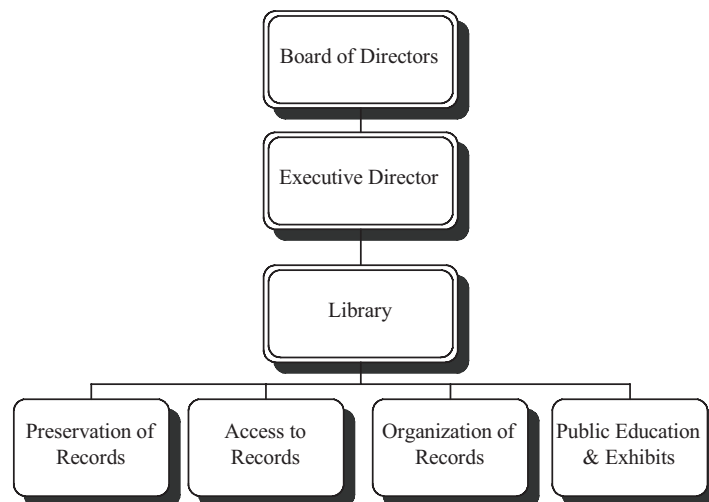 Board of Directors
Executive Director
Library
Preservation of
Records
Access to
Records
Organization of
Records
Public Education
& Exhibits